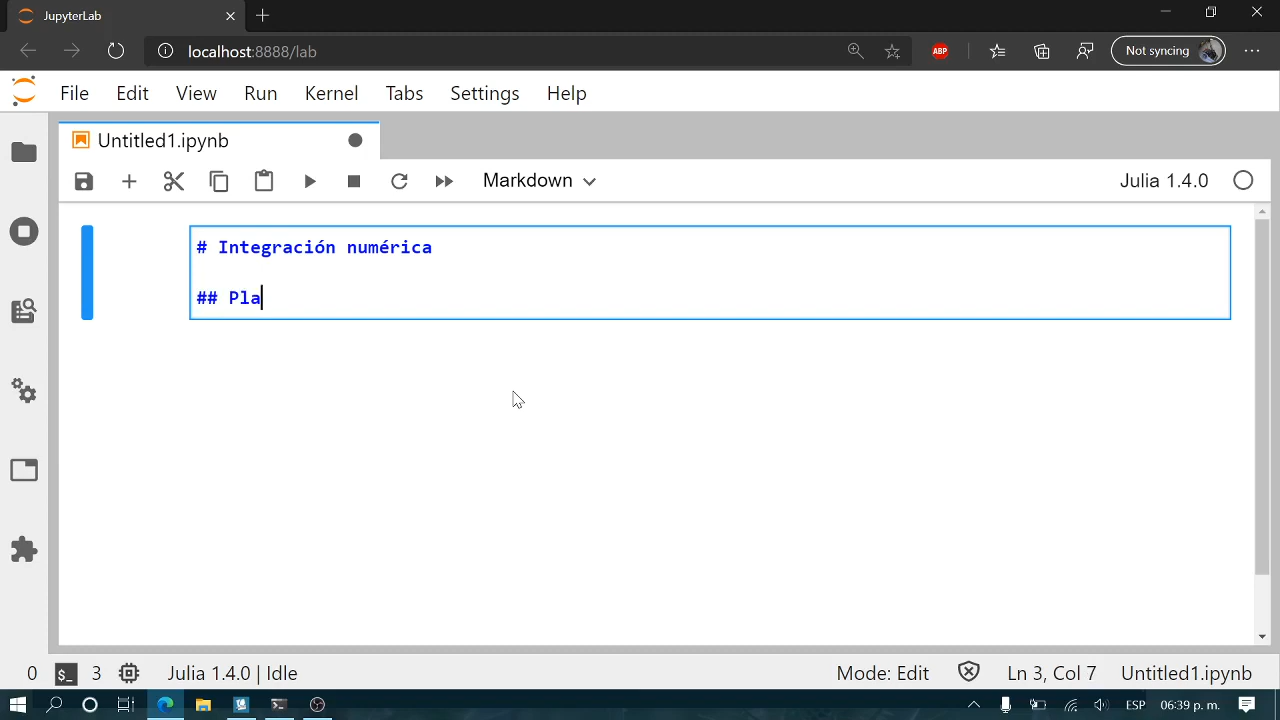 JupyterLab
localhost:8888/lab
ABP
Not syncing
File Edit View Run Kernel Tabs Settings Help
Untitled1.ipynb
Markdown
Julia 1.4.0
# Integración numérica
## Pla
0 $_ 3 Julia 1.4.0 | Idle
Mode: Edit Ln 3, Col 7 Untitled1.ipynb
ESP 06:39 p. m.